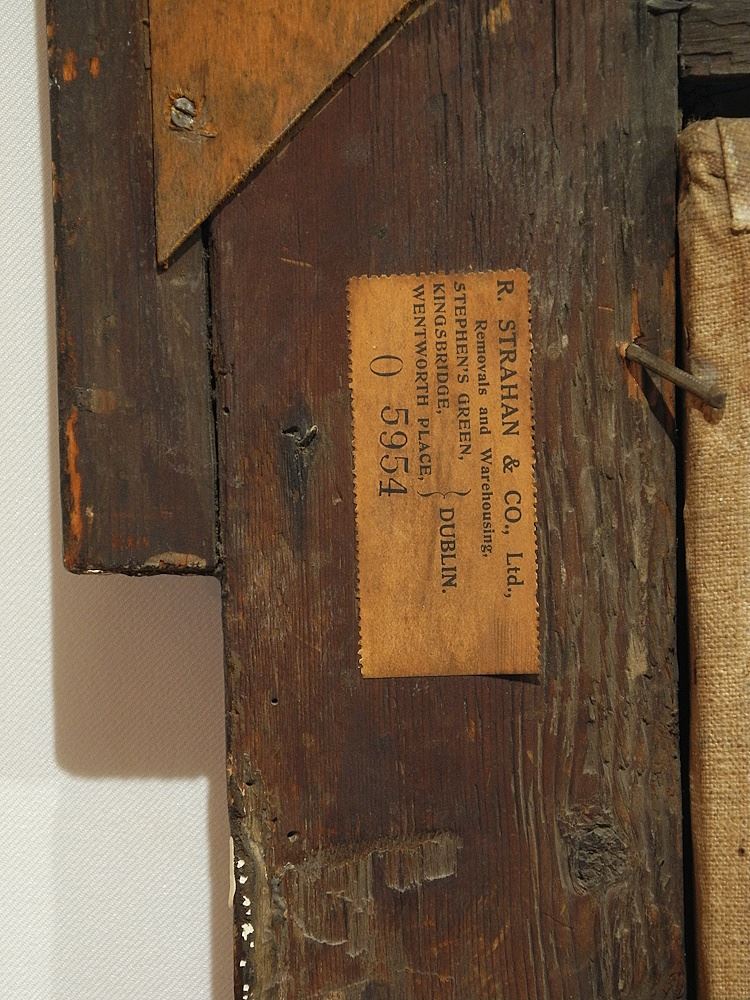 R. STRAHAN & CO., Ltd.,
Removals and Warehousing,
STEPHEN'S GREEN,
KINGSBRIDGE,
WENTWORTH PLACE, } DUBLIN.
0 5954